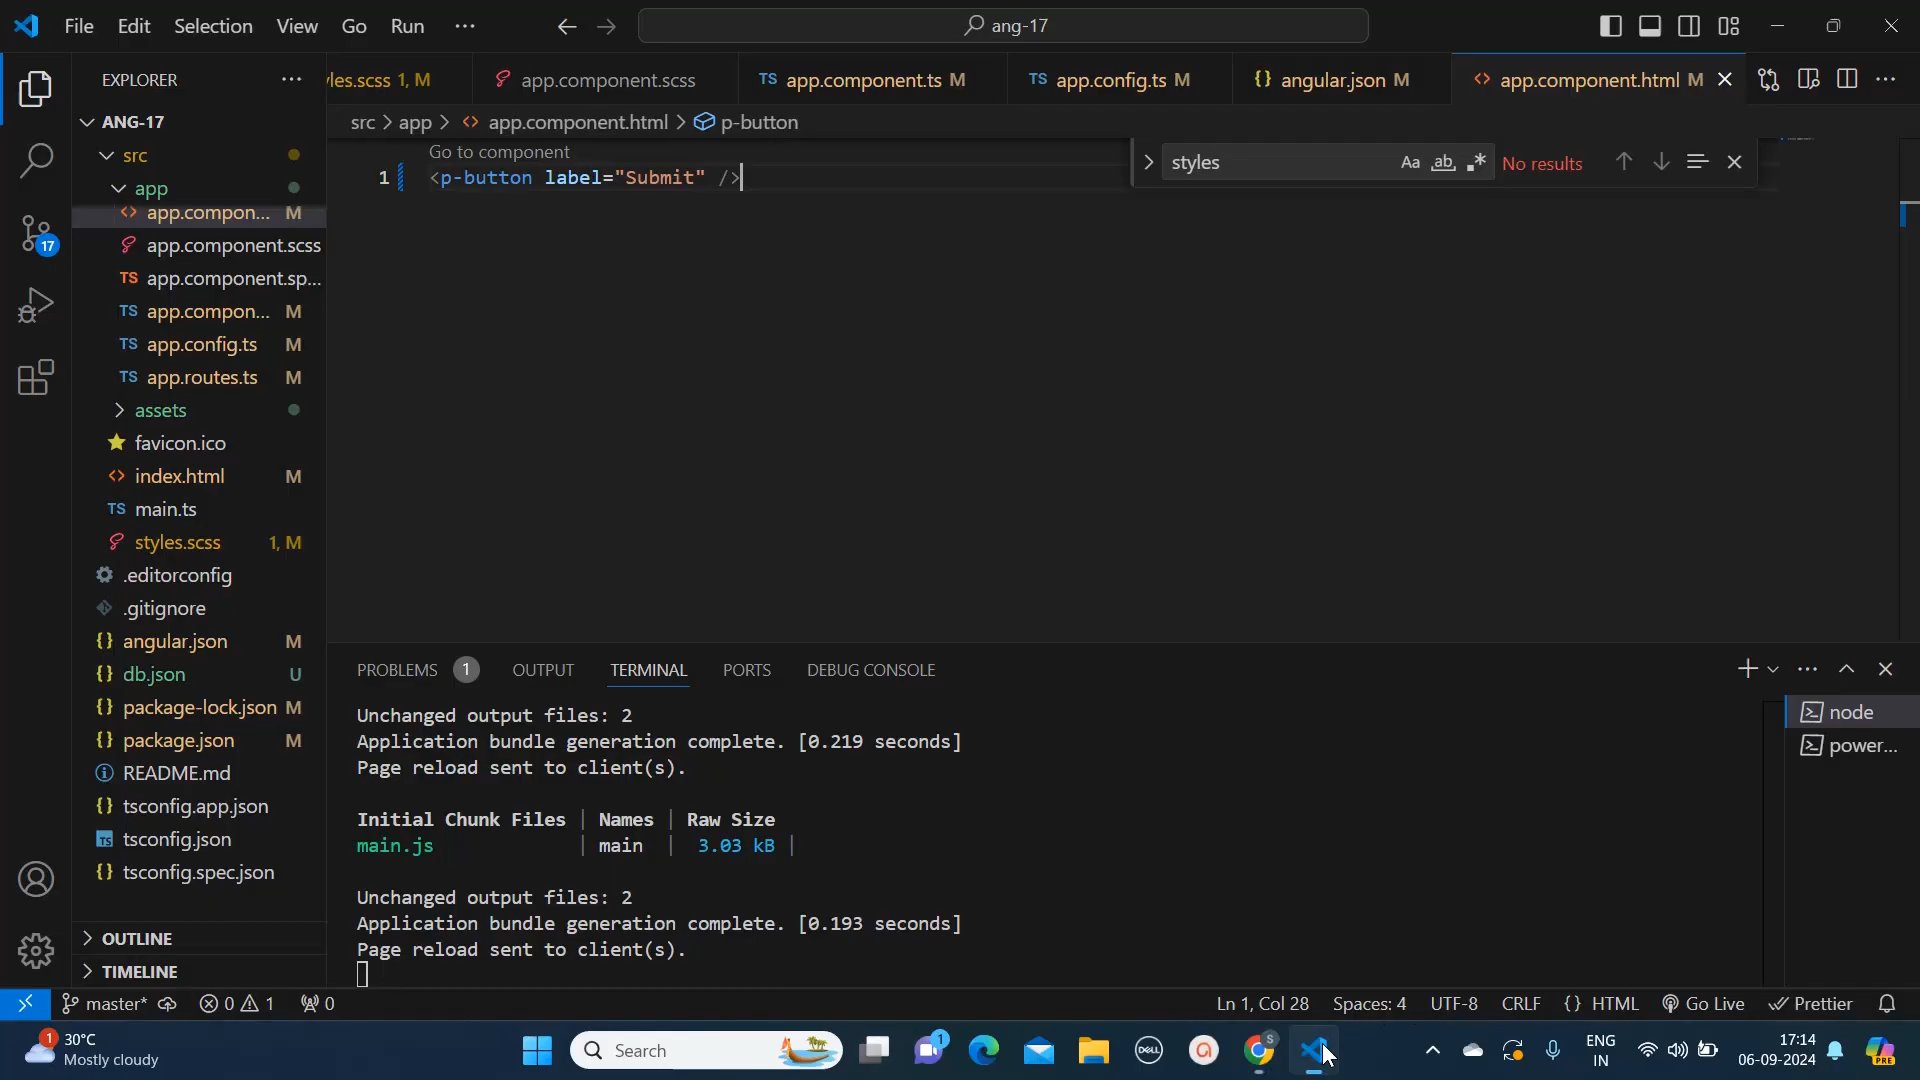 File Edit Selection View Go Run ··· ang-17
EXPLORER
les.scss 1, M
app.component.scss
TS app.component.ts M
TS app.config.ts M
{} angular.json M
<> app.component.html M
ANG-17
src > app > <> app.component.html > p-button
src
Go to component
styles
Aa ab, .* No results
1 <p-button label="Submit" />
app
<> app.compon... M
app.component.scss
TS app.component.sp...
TS app.compon... M
TS app.config.ts M
TS app.routes.ts M
assets
favicon.ico
<> index.html M
TS main.ts
styles.scss 1, M
.editorconfig
.gitignore
{} angular.json M
{} db.json U
{} package-lock.json M
{} package.json M
README.md
{} tsconfig.app.json
TS tsconfig.json
{} tsconfig.spec.json
OUTLINE
TIMELINE
PROBLEMS 1 OUTPUT TERMINAL PORTS DEBUG CONSOLE
node
power...
Unchanged output files: 2
Application bundle generation complete. [0.219 seconds]
Page reload sent to client(s).
Initial Chunk Files | Names | Raw Size
main.js | main | 3.03 kB |
Unchanged output files: 2
Application bundle generation complete. [0.193 seconds]
Page reload sent to client(s).
17
master* 0 1 0
Ln 1, Col 28 Spaces: 4 UTF-8 CRLF {} HTML Go Live Prettier
1 30°C
Mostly cloudy
Search
1
DELL
a
S
ENG
IN
17:14
06-09-2024
PRE